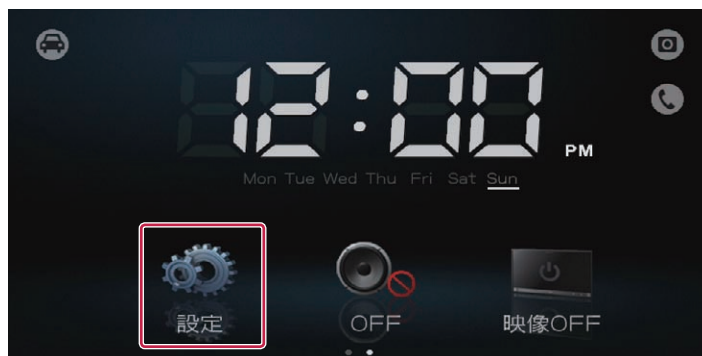 12:00
PM
Mon Tue Wed Thu Fri Sat Sun
設定
OFF
映像OFF